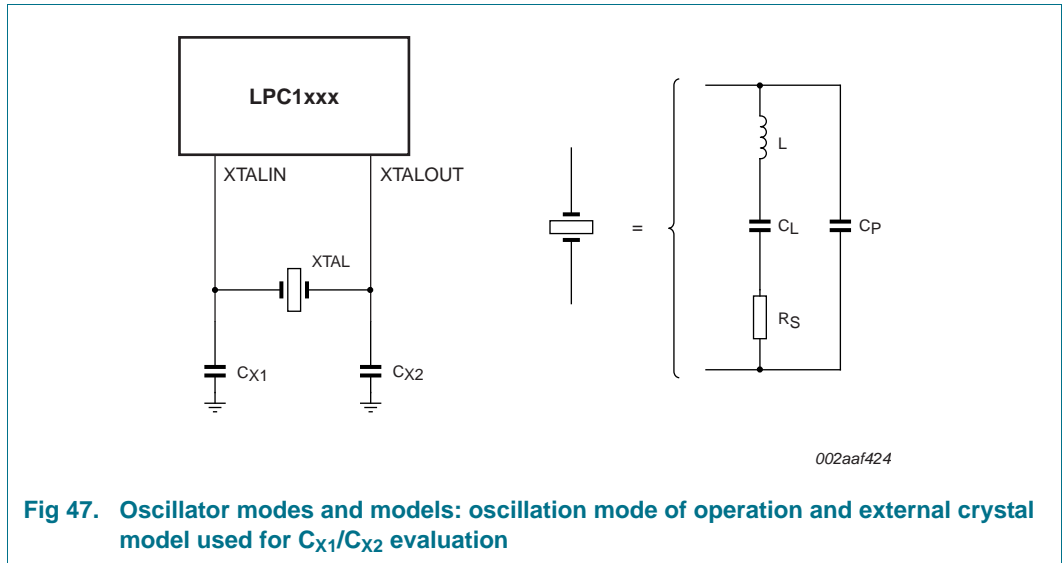 LPC1xxx
XTALIN
XTALOUT
XTAL
CX1
CX2
=
L
CL
CP
RS
002aaf424
Fig 47. Oscillator modes and models: oscillation mode of operation and external crystal
model used for CX1/CX2 evaluation